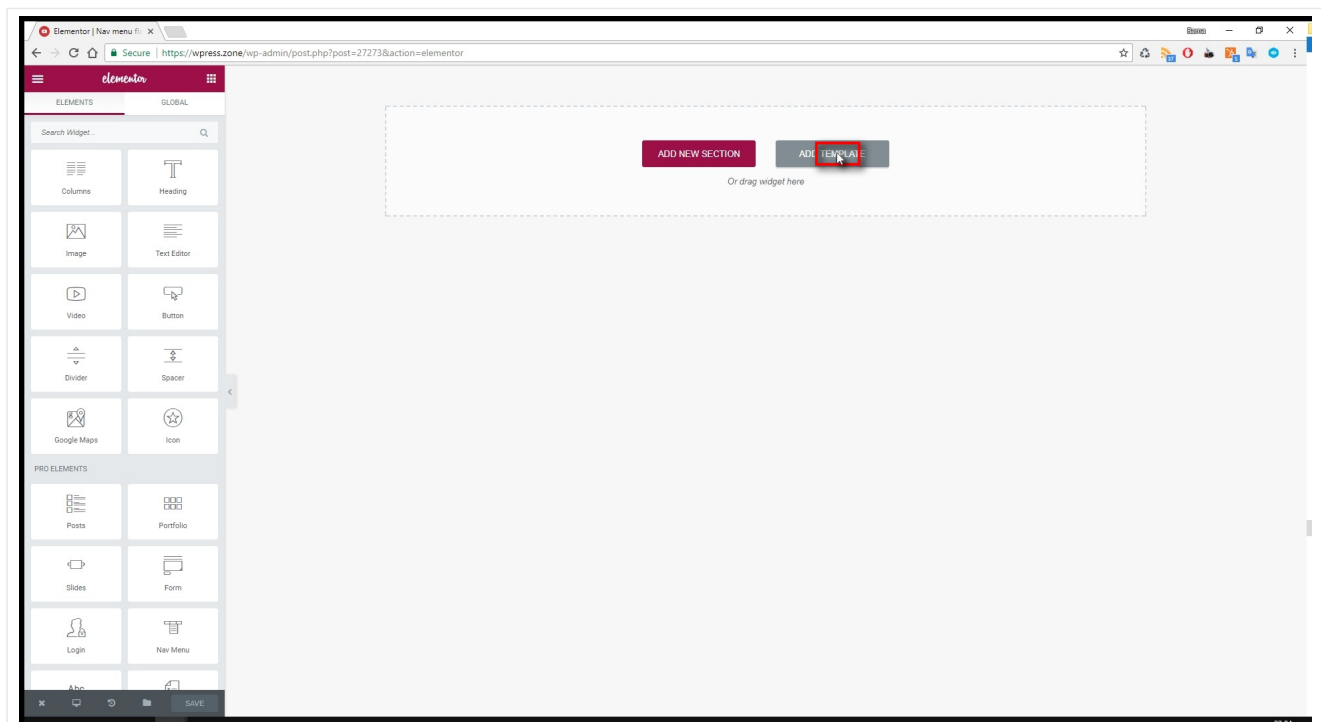 Elementor | Nav menu fi
Secure | https://wpress.zone/wp-admin/post.php?post=27273&action=elementor
elementor
ELEMENTS GLOBAL
Search Widget...
Columns Heading
Image Text Editor
Video Button
Divider Spacer
Google Maps Icon
PRO ELEMENTS
Posts Portfolio
Slides Form
Login Nav Menu
Abc
SAVE
ADD NEW SECTION ADD TEMPLATE
Or drag widget here